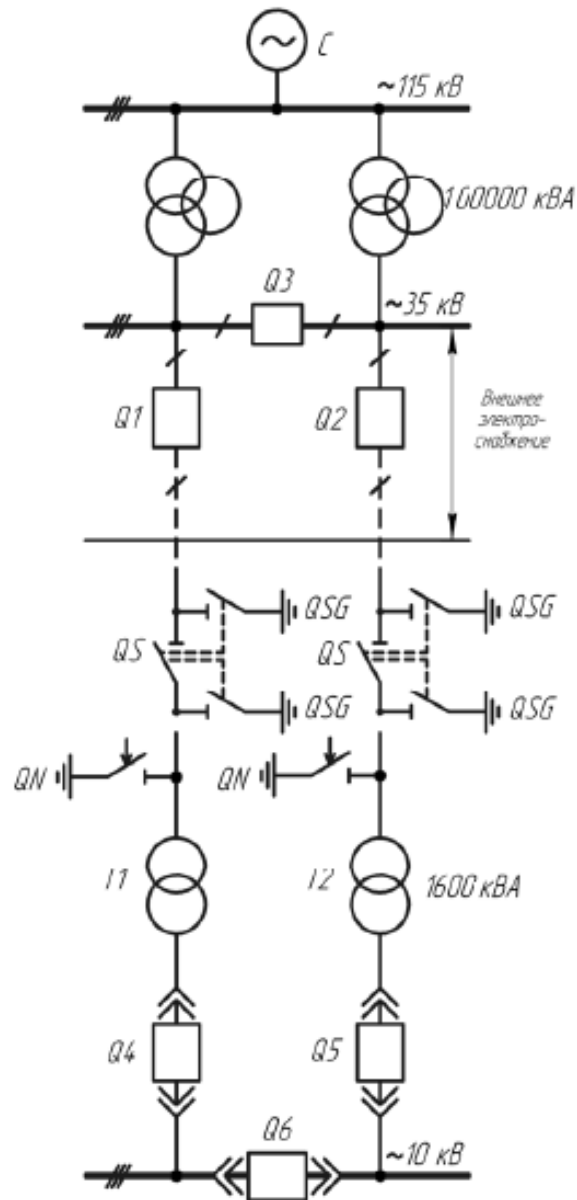 C
~115 кВ
100000 кВА
Q3
~35 кВ
Q1
Q2
Внешнее
электро-
снабжение
QSG
QSG
QS
QS
QSG
QSG
QN
QN
T1
T2
1600 кВА
Q4
Q5
Q6
~10 кВ